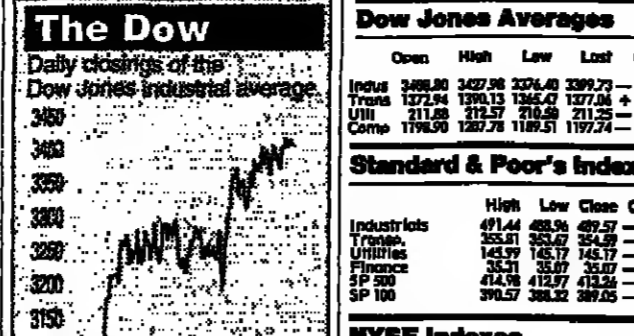 The Dow
Daily closings of the
Dow Jones industrial average
3450
3400
3350
3300
3250
3200
3150
Dow Jones Averages
Open High Low Last
Indus 3408.80 3427.98 3376.40 3399.73 —
Trans 1372.94 1390.13 1365.47 1377.06 +
Util 211.88 212.57 210.50 211.25 —
Comp 1198.90 1207.78 1189.51 1197.74 —
Standard & Poor's Index
High Low Close
Industrials 491.44 488.96 489.57 —
Transp. 355.81 353.67 354.59 —
Utilities 145.99 145.17 145.17 —
Finance 35.31 35.07 35.07 —
SP 500 414.98 412.97 413.26 —
SP 100 390.57 388.32 389.05 —
NYSE Indexes